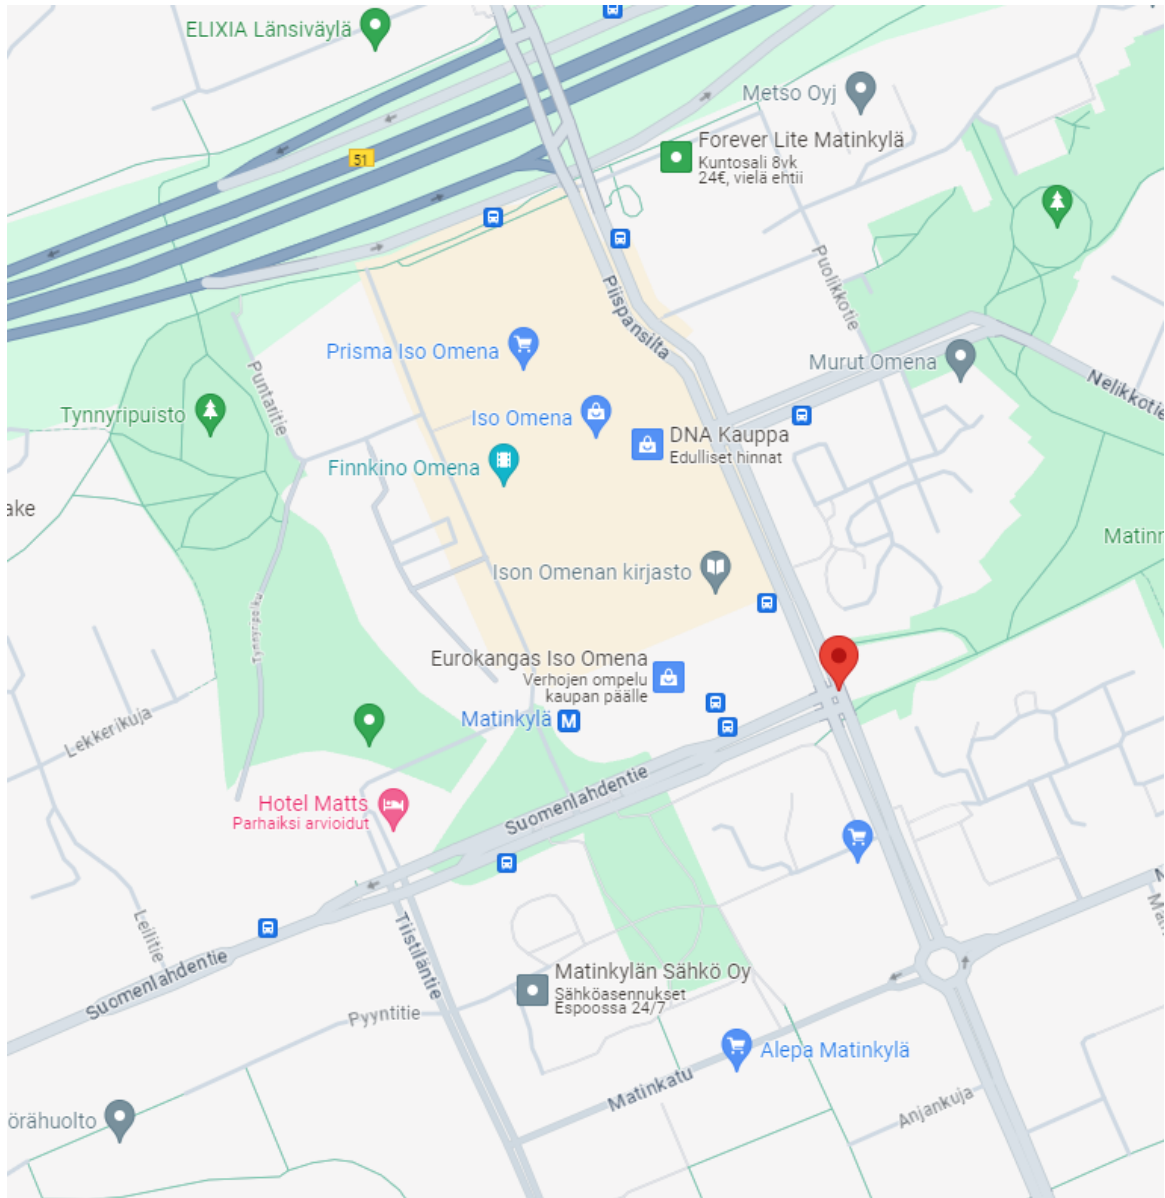 ELIXIA Länsiväylä
Metso Oyj
51
Forever Lite Matinkylä
Kuntosali 8vk
24€, vielä ehtii
Puolikkotie
Piispansilta
Prisma Iso Omena
Murut Omena
Nelikkotie
Puntaritie
Tynnyripuisto
Iso Omena
DNA Kauppa
Edulliset hinnat
Finnkino Omena
ake
Matinn
Ison Omenan kirjasto
Tynnyripolku
Eurokangas Iso Omena
Verhojen ompelu
kaupan päälle
Matinkylä M
Lekkerikuja
Suomenlahdentie
Hotel Matts
Parhaiksi arvioidut
Leilitie
Tiistiläntie
Suomenlahdentie
Matinkylän Sähkö Oy
Sähköasennukset
Espoossa 24/7
Pyyntitie
Alepa Matinkylä
Matinkatu
Anjankuja
örähuolto